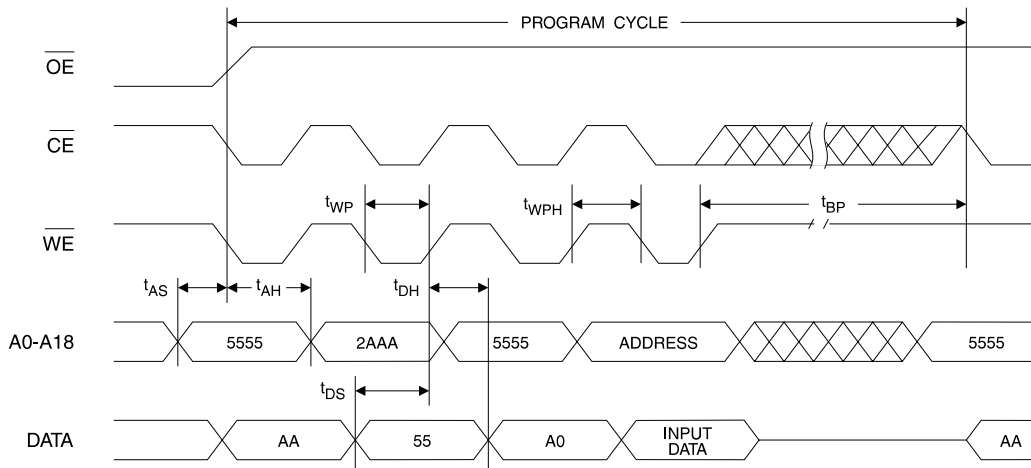 PROGRAM CYCLE
OE
CE
tWP tWPH tBP
WE
tAS tAH tDH
A0-A18 5555 2AAA 5555 ADDRESS 5555
tDS
DATA AA 55 A0 INPUT DATA AA